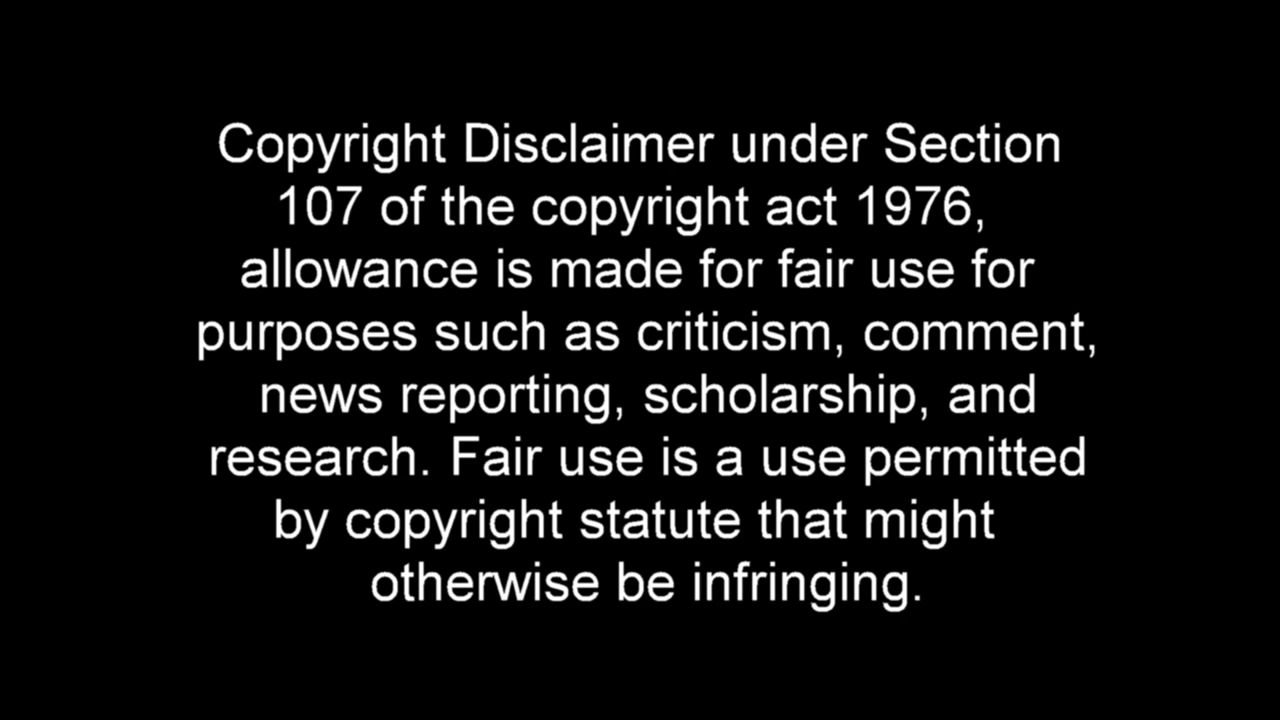 Copyright Disclaimer under Section
107 of the copyright act 1976,
allowance is made for fair use for
purposes such as criticism, comment,
news reporting, scholarship, and
research. Fair use is a use permitted
by copyright statute that might
otherwise be infringing.